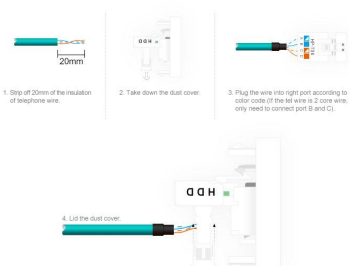 20mm
1. Strip off 20mm of the insulation
of telephone wire.
2. Take down the dust cover.
3. Plug the wire into right port according to
color code.(If the tel wire is 2 core wire,
only need to connect port B and C).
4. Lid the dust cover.